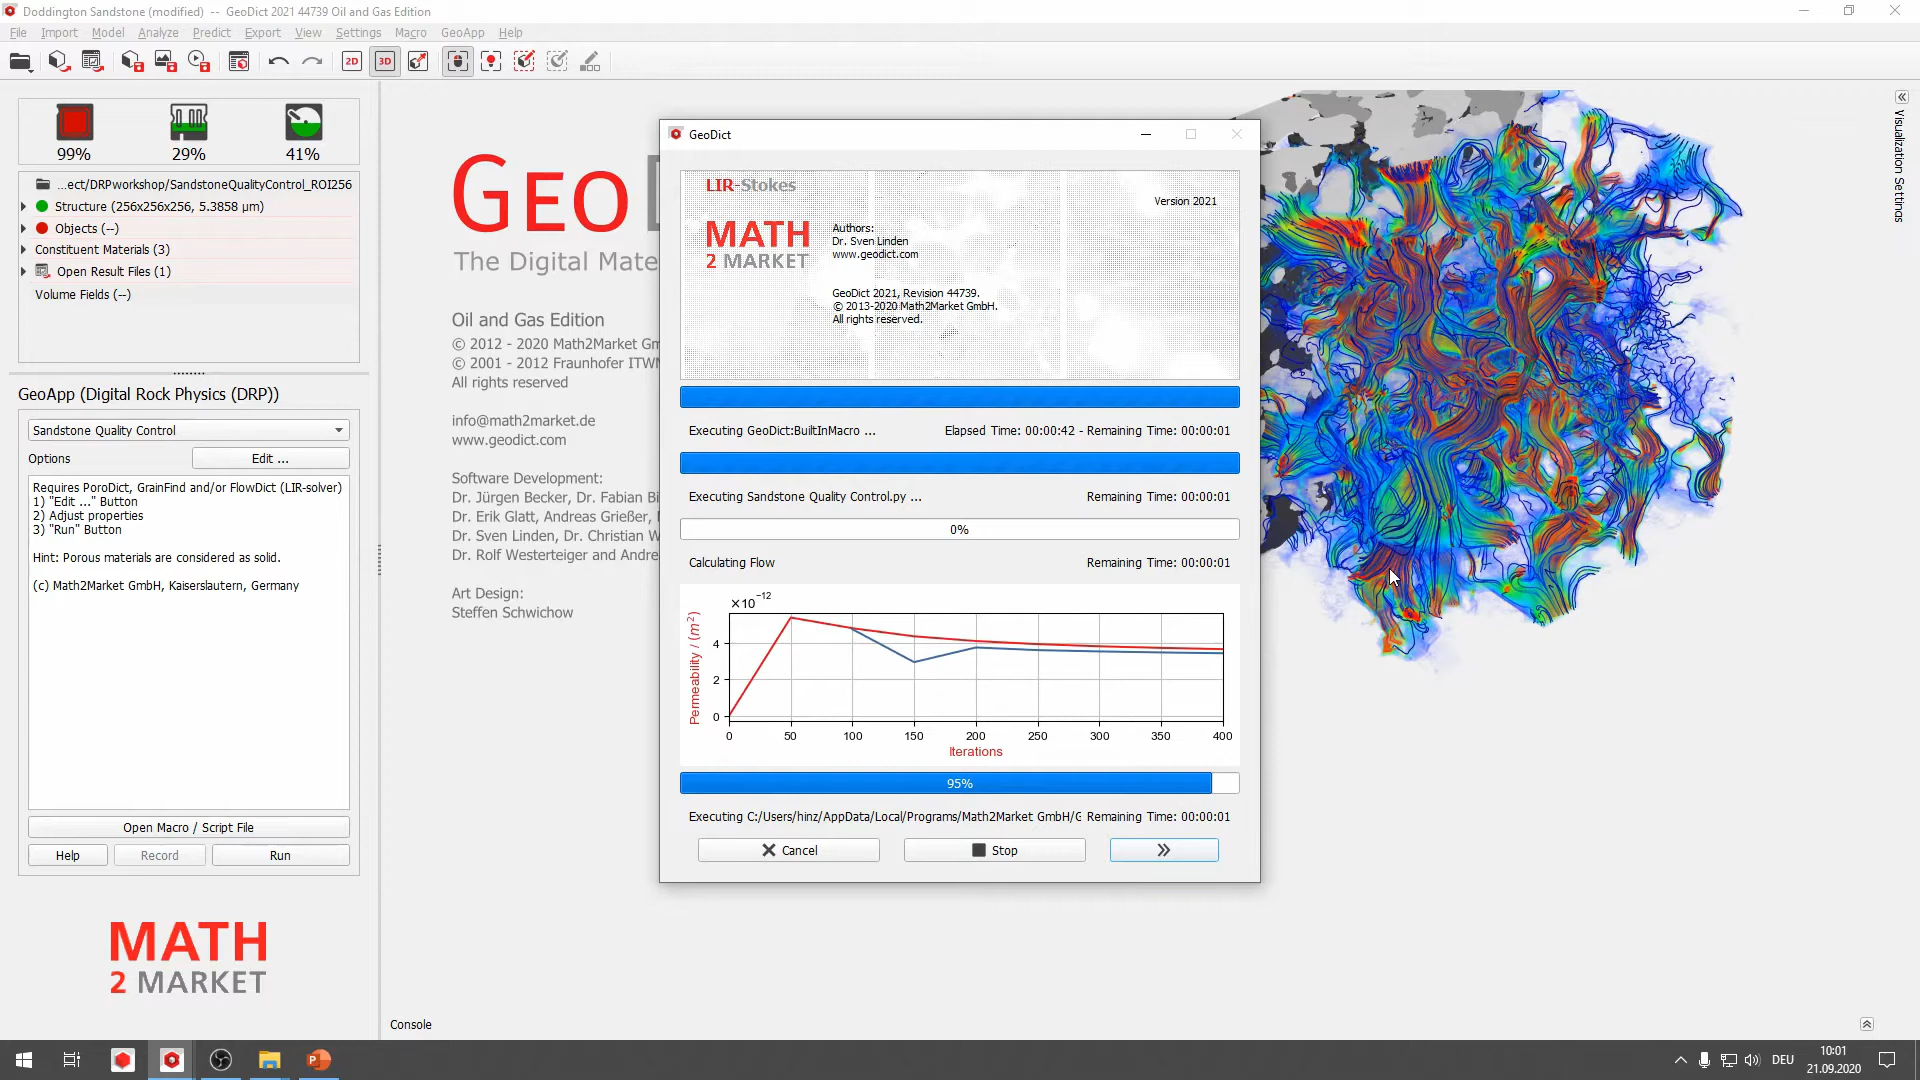 Doddington Sandstone (modified) -- GeoDict 2021 44739 Oil and Gas Edition
File Import Model Analyze Predict Export View Settings Macro GeoApp Help
2D 3D
99% 29% 41%
...ect/DRPworkshop/SandstoneQualityControl_ROI256
Structure (256x256x256, 5.3858 µm)
Objects (--)
Constituent Materials (3)
Open Result Files (1)
Volume Fields (--)
GeoApp (Digital Rock Physics (DRP))
Sandstone Quality Control
Options Edit ...
Requires PoroDict, GrainFind and/or FlowDict (LIR-solver)
1) "Edit ..." Button
2) Adjust properties
3) "Run" Button
Hint: Porous materials are considered as solid.
(c) Math2Market GmbH, Kaiserslautern, Germany
Open Macro / Script File
Help Record Run
MATH
2 MARKET
GEO
The Digital Mate
Oil and Gas Edition
© 2012 - 2020 Math2Market Gm
© 2001 - 2012 Fraunhofer ITWM
All rights reserved
info@math2market.de
www.geodict.com
Software Development:
Dr. Jürgen Becker, Dr. Fabian Bi
Dr. Erik Glatt, Andreas Grießer,
Dr. Sven Linden, Dr. Christian W
Dr. Rolf Westerteiger and Andre
Art Design:
Steffen Schwichow
Console
GeoDict
LIR-Stokes
Version 2021
MATH
2 MARKET
Authors:
Dr. Sven Linden
www.geodict.com
GeoDict 2021, Revision 44739.
© 2013-2020 Math2Market GmbH.
All rights reserved.
Executing GeoDict:BuiltInMacro ... Elapsed Time: 00:00:42 - Remaining Time: 00:00:01
Executing Sandstone Quality Control.py ... Remaining Time: 00:00:01
0%
Calculating Flow Remaining Time: 00:00:01
×10⁻¹²
Permeability / (m²)
4
2
0
0 50 100 150 200 250 300 350 400
Iterations
95%
Executing C:/Users/hinz/AppData/Local/Programs/Math2Market GmbH/G Remaining Time: 00:00:01
Cancel Stop
Visualization Settings
DEU
10:01
21.09.2020